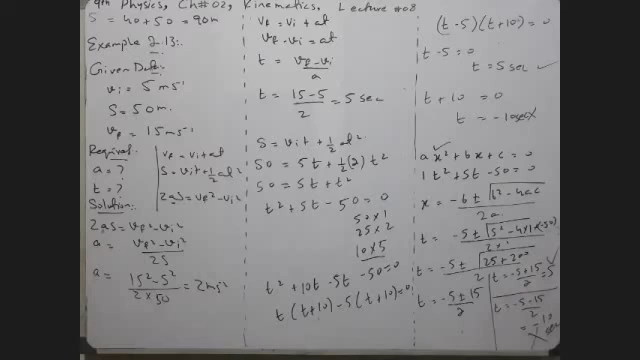 9th Physics, Ch#02, Kinematics, Lecture #08
S = 40+50 = 90m
Example 2.13:
Given Data:
vi = 5 ms⁻¹
S = 50m
vf = 15 ms⁻¹
Required
a = ?
t = ?
vf = vi + at
S = vit + 1/2 at²
2aS = vf² - vi²
Solution:
2aS = vf² - vi²
a = (vf² - vi²)/2S
a = (15² - 5²)/(2 × 50) = 2ms⁻²
vf = vi + at
vf - vi = at
t = (vf - vi)/a
t = (15 - 5)/2 = 5 sec
S = vit + 1/2 at²
50 = 5t + 1/2(2) t²
50 = 5t + t²
t² + 5t - 50 = 0
50 × 1
25 × 2
10 × 5
t² + 10t - 5t - 50 = 0
t (t+10) - 5 (t+10) = 0
(t - 5)(t + 10) = 0
t - 5 = 0
t = 5 sec ✓
t + 10 = 0
t = -10sec ×
ax² + bx + c = 0
1t² + 5t - 50 = 0
x = (-b ± √(b² - 4ac))/2a
t = (-5 ± √(5² - 4×1×(-50)))/(2×1)
t = (-5 ± √(25 + 200))/2
t = (-5 ± 15)/2
t = (-5 + 15)/2 = 5 ✓
t = (-5 - 15)/2
= -10 sec ×